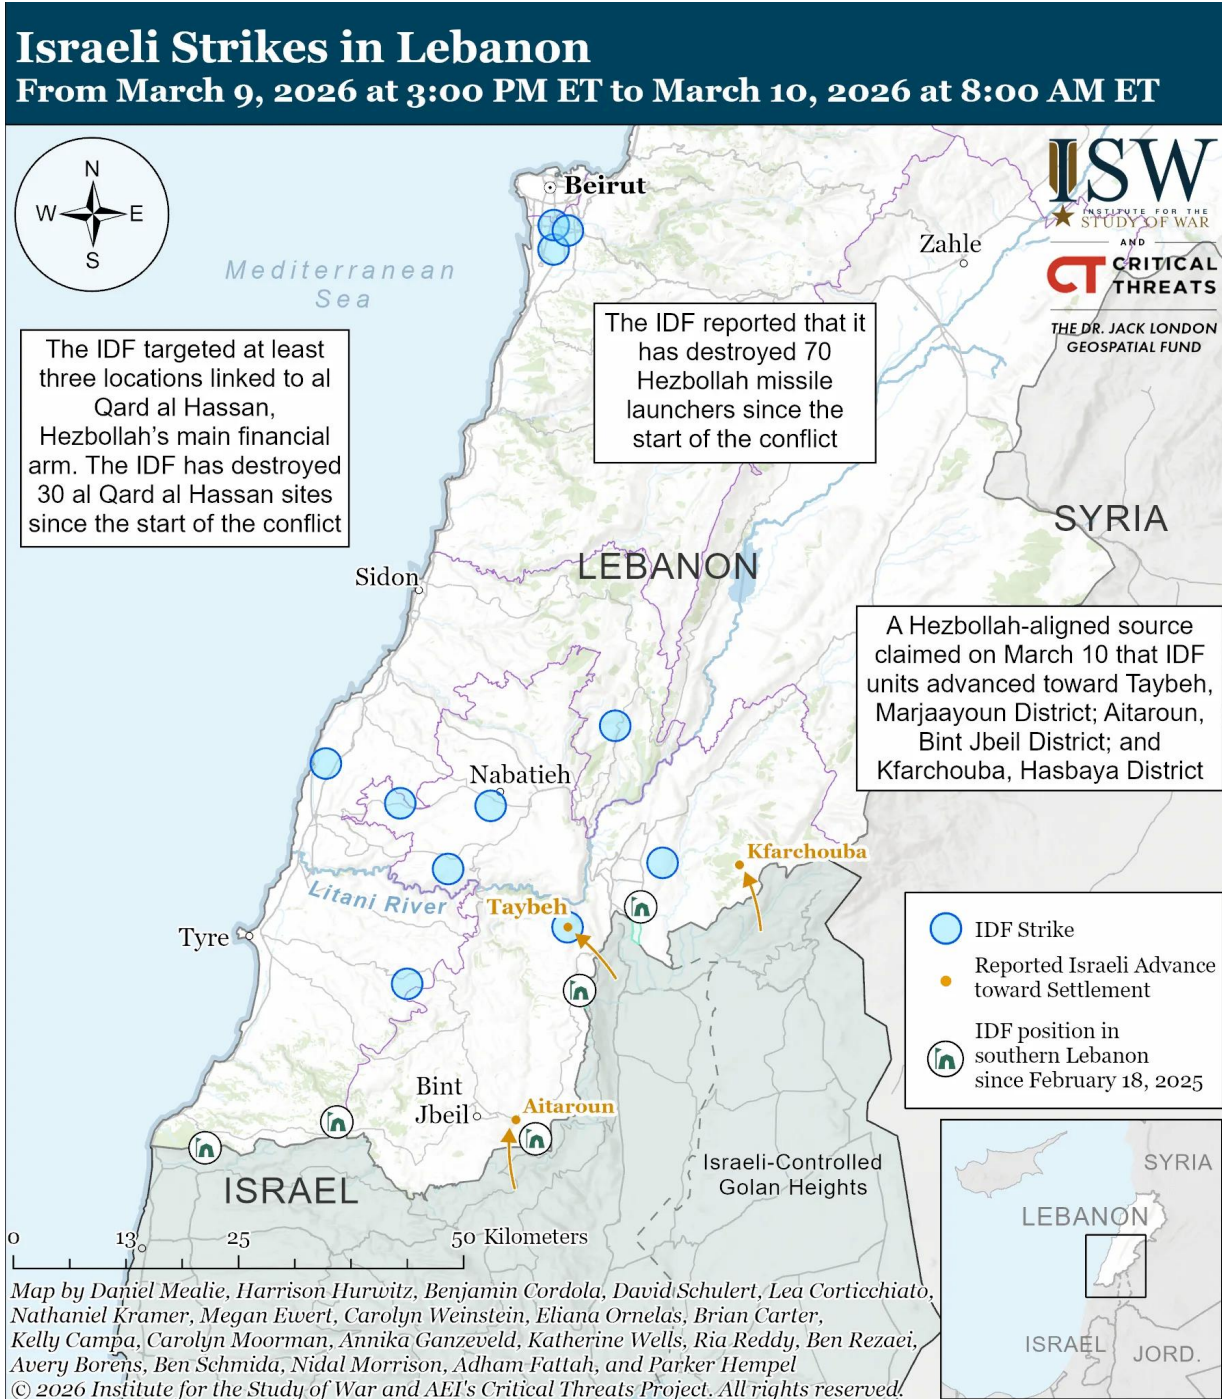 Israeli Strikes in Lebanon
From March 9, 2026 at 3:00 PM ET to March 10, 2026 at 8:00 AM ET
N
W
E
S
Beirut
Zahle
ISW
INSTITUTE FOR THE
STUDY OF WAR
AND
CT CRITICAL
THREATS
THE DR. JACK LONDON
GEOSPATIAL FUND
Mediterranean
Sea
The IDF targeted at least
three locations linked to al
Qard al Hassan,
Hezbollah's main financial
arm. The IDF has destroyed
30 al Qard al Hassan sites
since the start of the conflict
The IDF reported that it
has destroyed 70
Hezbollah missile
launchers since the
start of the conflict
SYRIA
LEBANON
Sidon
A Hezbollah-aligned source
claimed on March 10 that IDF
units advanced toward Taybeh,
Marjaayoun District; Aitaroun,
Bint Jbeil District; and
Kfarchouba, Hasbaya District
Nabatieh
Kfarchouba
Litani River
Taybeh
Tyre
IDF Strike
Reported Israeli Advance
toward Settlement
IDF position in
southern Lebanon
since February 18, 2025
Bint
Jbeil
Aitaroun
ISRAEL
Israeli-Controlled
Golan Heights
SYRIA
LEBANON
ISRAEL
JORD.
0 13 25 50 Kilometers
Map by Daniel Mealie, Harrison Hurwitz, Benjamin Cordola, David Schulert, Lea Corticchiato,
Nathaniel Kramer, Megan Ewert, Carolyn Weinstein, Eliana Ornelas, Brian Carter,
Kelly Campa, Carolyn Moorman, Annika Ganzeveld, Katherine Wells, Ria Reddy, Ben Rezaei,
Avery Borens, Ben Schmida, Nidal Morrison, Adham Fattah, and Parker Hempel
© 2026 Institute for the Study of War and AEI's Critical Threats Project. All rights reserved.